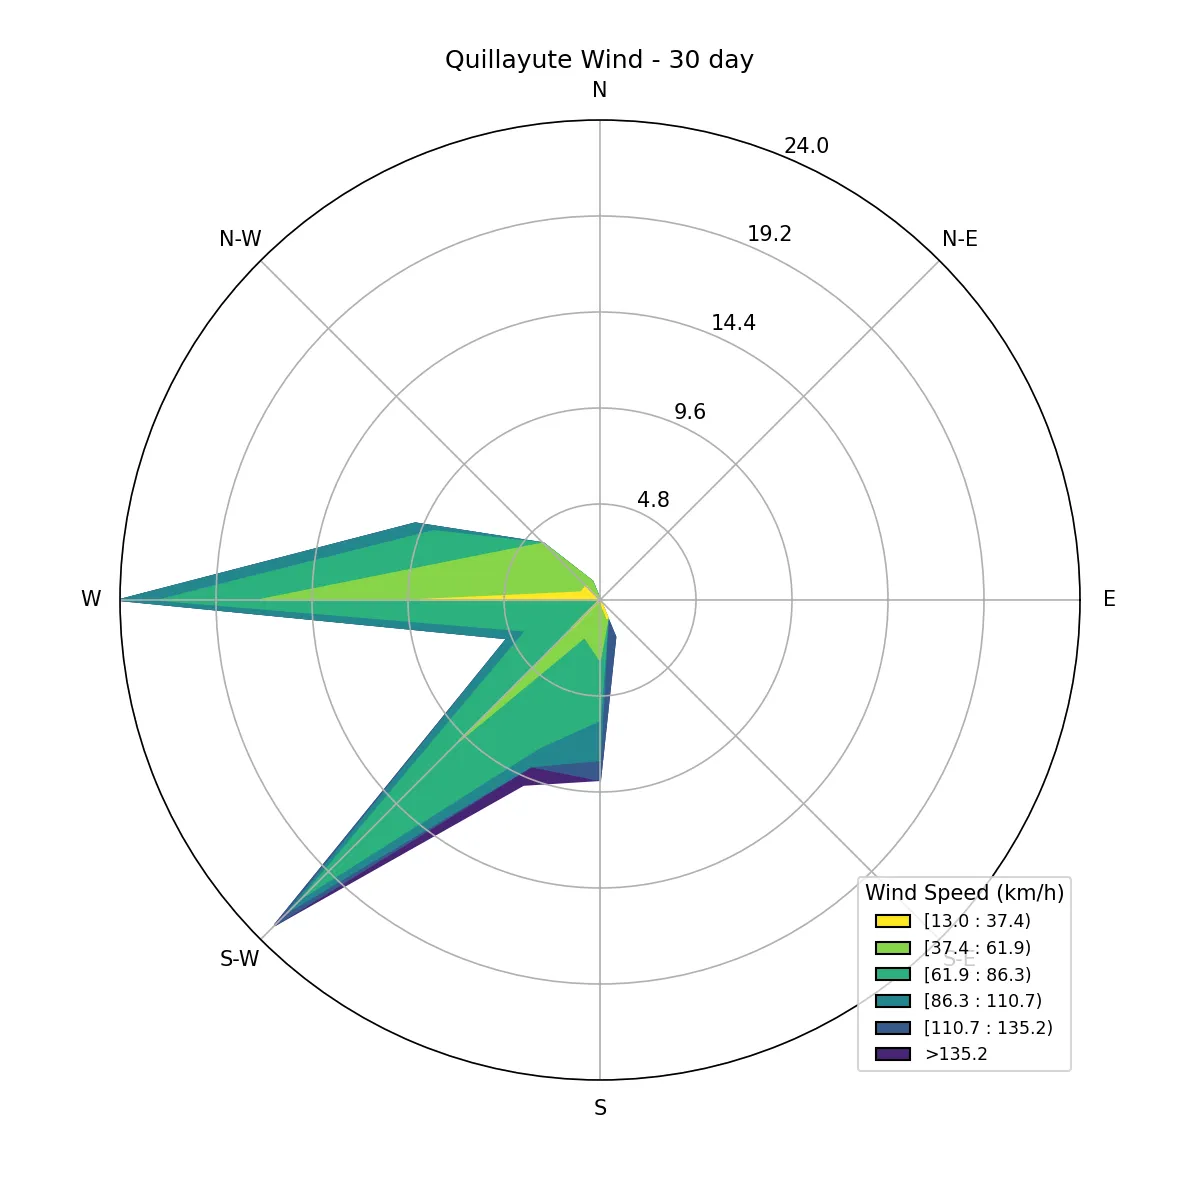 Quillayute Wind - 30 day
N
24.0
N-W
19.2
N-E
14.4
9.6
4.8
W
E
S-W
S-E
S
Wind Speed (km/h)
[13.0 : 37.4)
[37.4 : 61.9)
[61.9 : 86.3)
[86.3 : 110.7)
[110.7 : 135.2)
>135.2